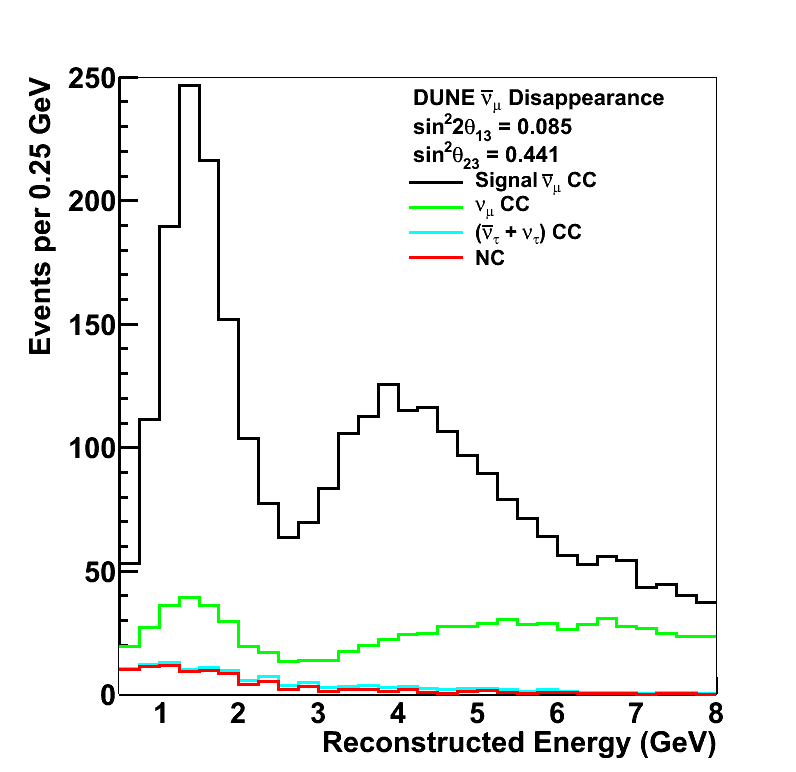 DUNE ν̅μ Disappearance
sin²2θ13 = 0.085
sin²θ23 = 0.441
Signal ν̅μ CC
νμ CC
(ν̅τ + ντ) CC
NC
Events per 0.25 GeV
250
200
150
100
50
0
1 2 3 4 5 6 7 8
Reconstructed Energy (GeV)